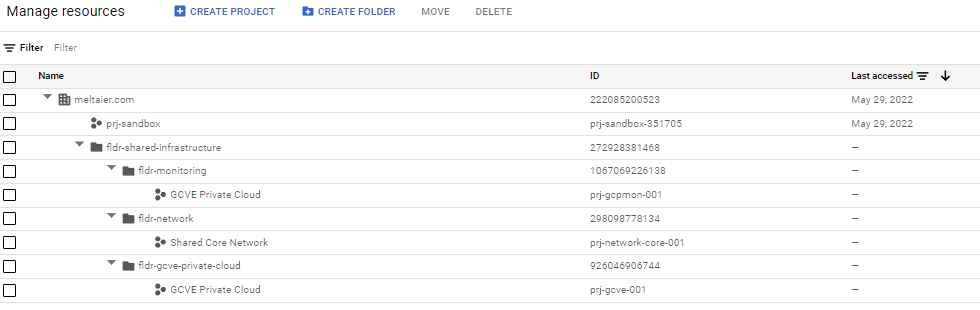 Manage resources CREATE PROJECT CREATE FOLDER MOVE DELETE
Filter Filter
Name ID Last accessed
meltaier.com 222085200523 May 29, 2022
prj-sandbox prj-sandbox-351705 May 29, 2022
fldr-shared-infrastructure 272928381468 —
fldr-monitoring 1067069226138 —
GCVE Private Cloud prj-gcpmon-001 —
fldr-network 298098778134 —
Shared Core Network prj-network-core-001 —
fldr-gcve-private-cloud 926046906744 —
GCVE Private Cloud prj-gcve-001 —